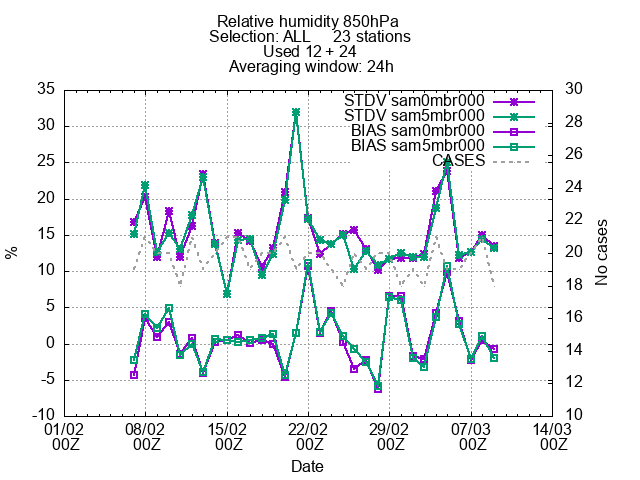 Relative humidity 850hPa
Selection: ALL     23 stations
Used 12 + 24
Averaging window: 24h
STDV sam0mbr000
STDV sam5mbr000
BIAS sam0mbr000
BIAS sam5mbr000
CASES
%
35
30
25
20
15
10
5
0
-5
-10
No cases
30
28
26
24
22
20
18
16
14
12
10
01/02 08/02 15/02 22/02 29/02 07/03 14/03
00Z 00Z 00Z 00Z 00Z 00Z 00Z
Date